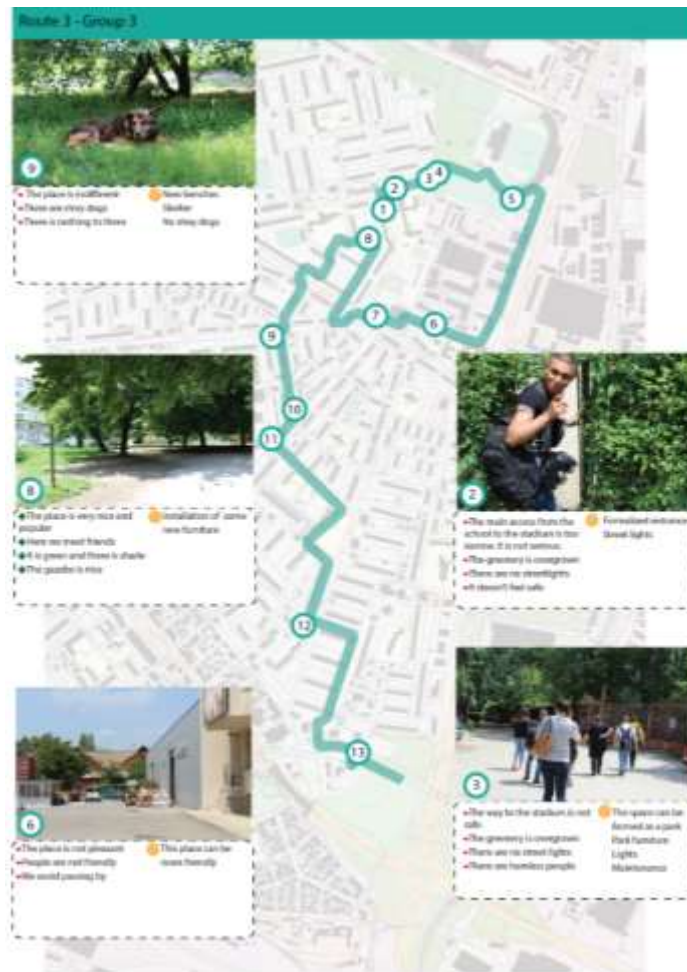 Route 3 - Group 3
9
- The place is indifferent
- There are stray dogs
- There is nothing to there
New benches
Shelter
No stray dogs
8
The place is very nice and
popular
Here we meet friends
It is green and there is shade
The gazebo is nice
Installation of some
new furniture
6
- The place is not pleasant
- People are not friendly
- We avoid passing by
This place can be
more friendly
1
2
3
4
5
6
7
8
9
10
11
12
13
2
- The main access from the
school to the stadium is too
narrow. It is not serious.
- The greenery is overgrown
- There are no streetlights
- It doesn't feel safe
Formalized entrance
Street lights
3
- The way to the stadium is not
safe
- The greenery is overgrown
- There are no street lights
- There are homless people
The space can be
formed as a park
Park furniture
Lights
Maintenance